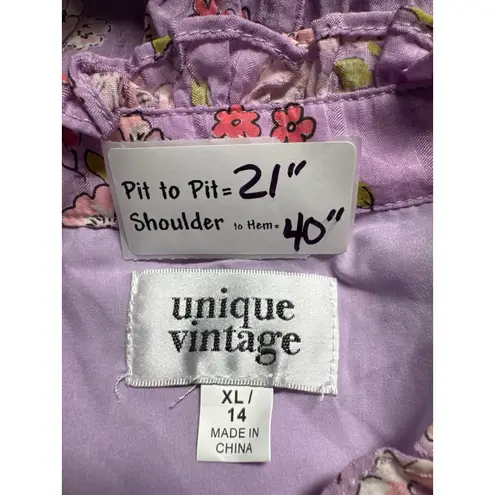 Pit to Pit = 21"
Shoulder to Hem = 40"
unique
vintage
XL/
14
MADE IN
CHINA